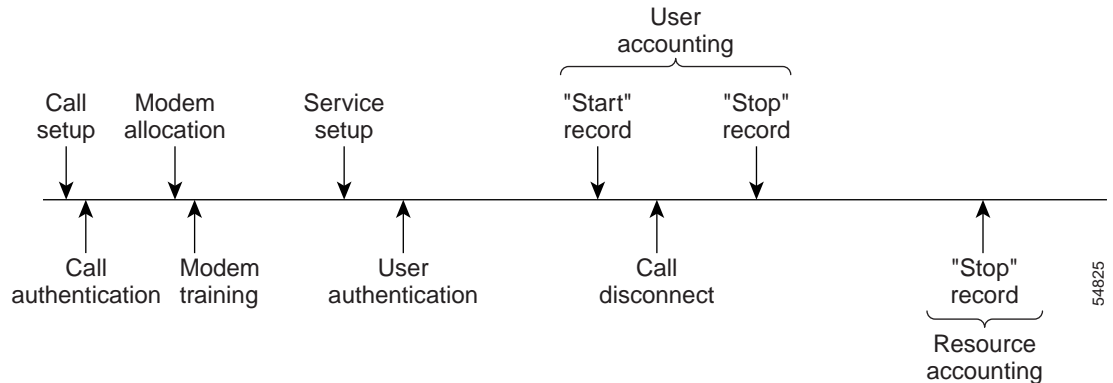 User
accounting
Call
setup
Modem
allocation
Service
setup
"Start"
record
"Stop"
record
Call
authentication
Modem
training
User
authentication
Call
disconnect
"Stop"
record
Resource
accounting
54825